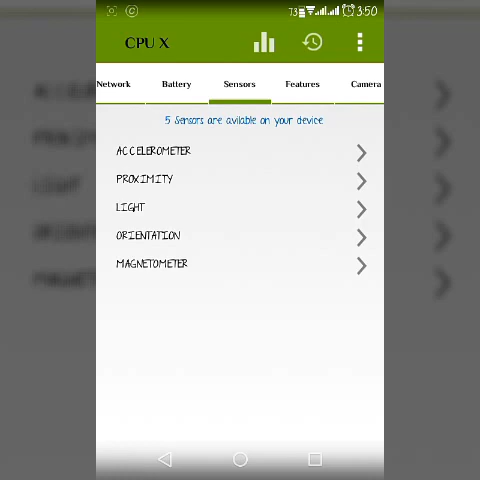 73 3:50
CPU X
Network Battery Sensors Features Camera
5 Sensors are avilable on your device
ACCELEROMETER
PROXIMITY
LIGHT
ORIENTATION
MAGNETOMETER